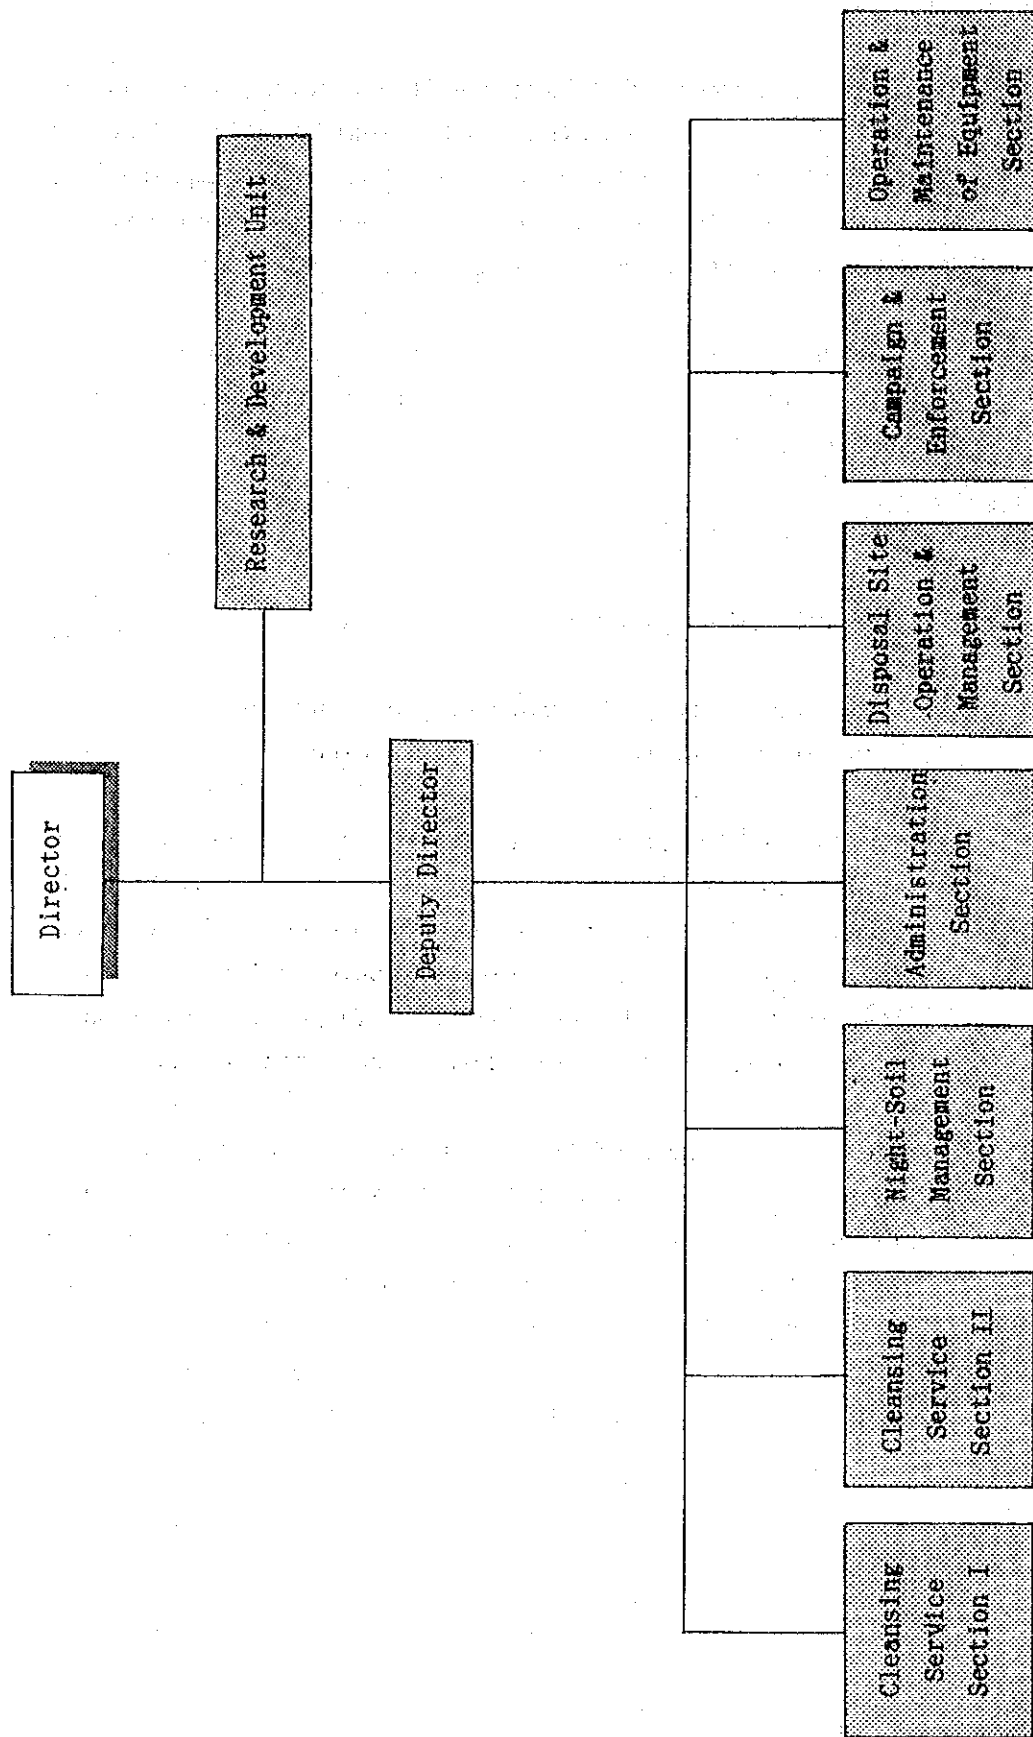 Director
Research & Development Unit
Deputy Director
Cleansing
Service
Section I
Cleansing
Service
Section II
Night-Soil
Management
Section
Administration
Section
Disposal Site
Operation &
Management
Section
Campaign &
Enforcement
Section
Operation &
Maintenance
of Equipment
Section